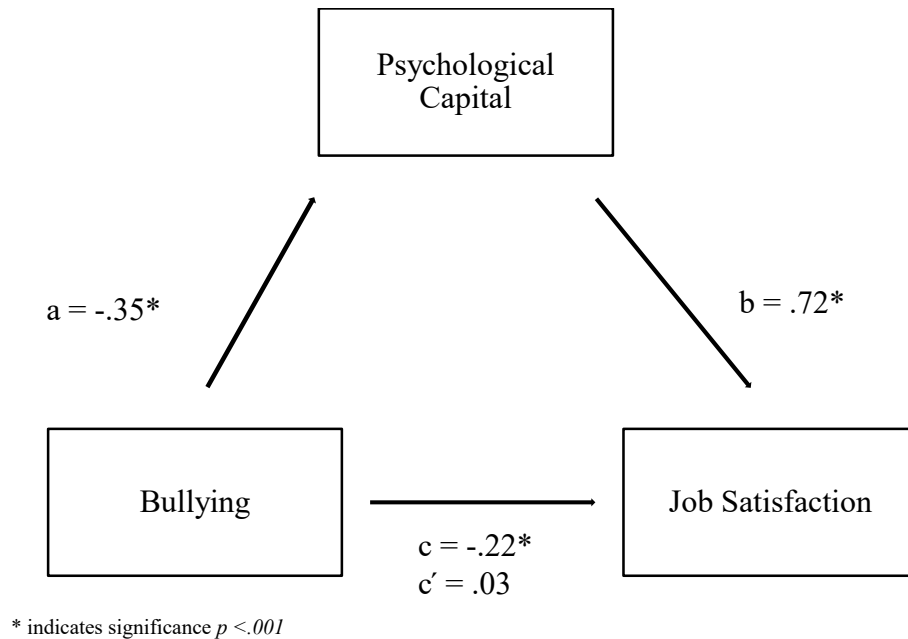 Psychological
Capital
a = -.35*
b = .72*
Bullying
Job Satisfaction
c = -.22*
c′ = .03
* indicates significance p <.001